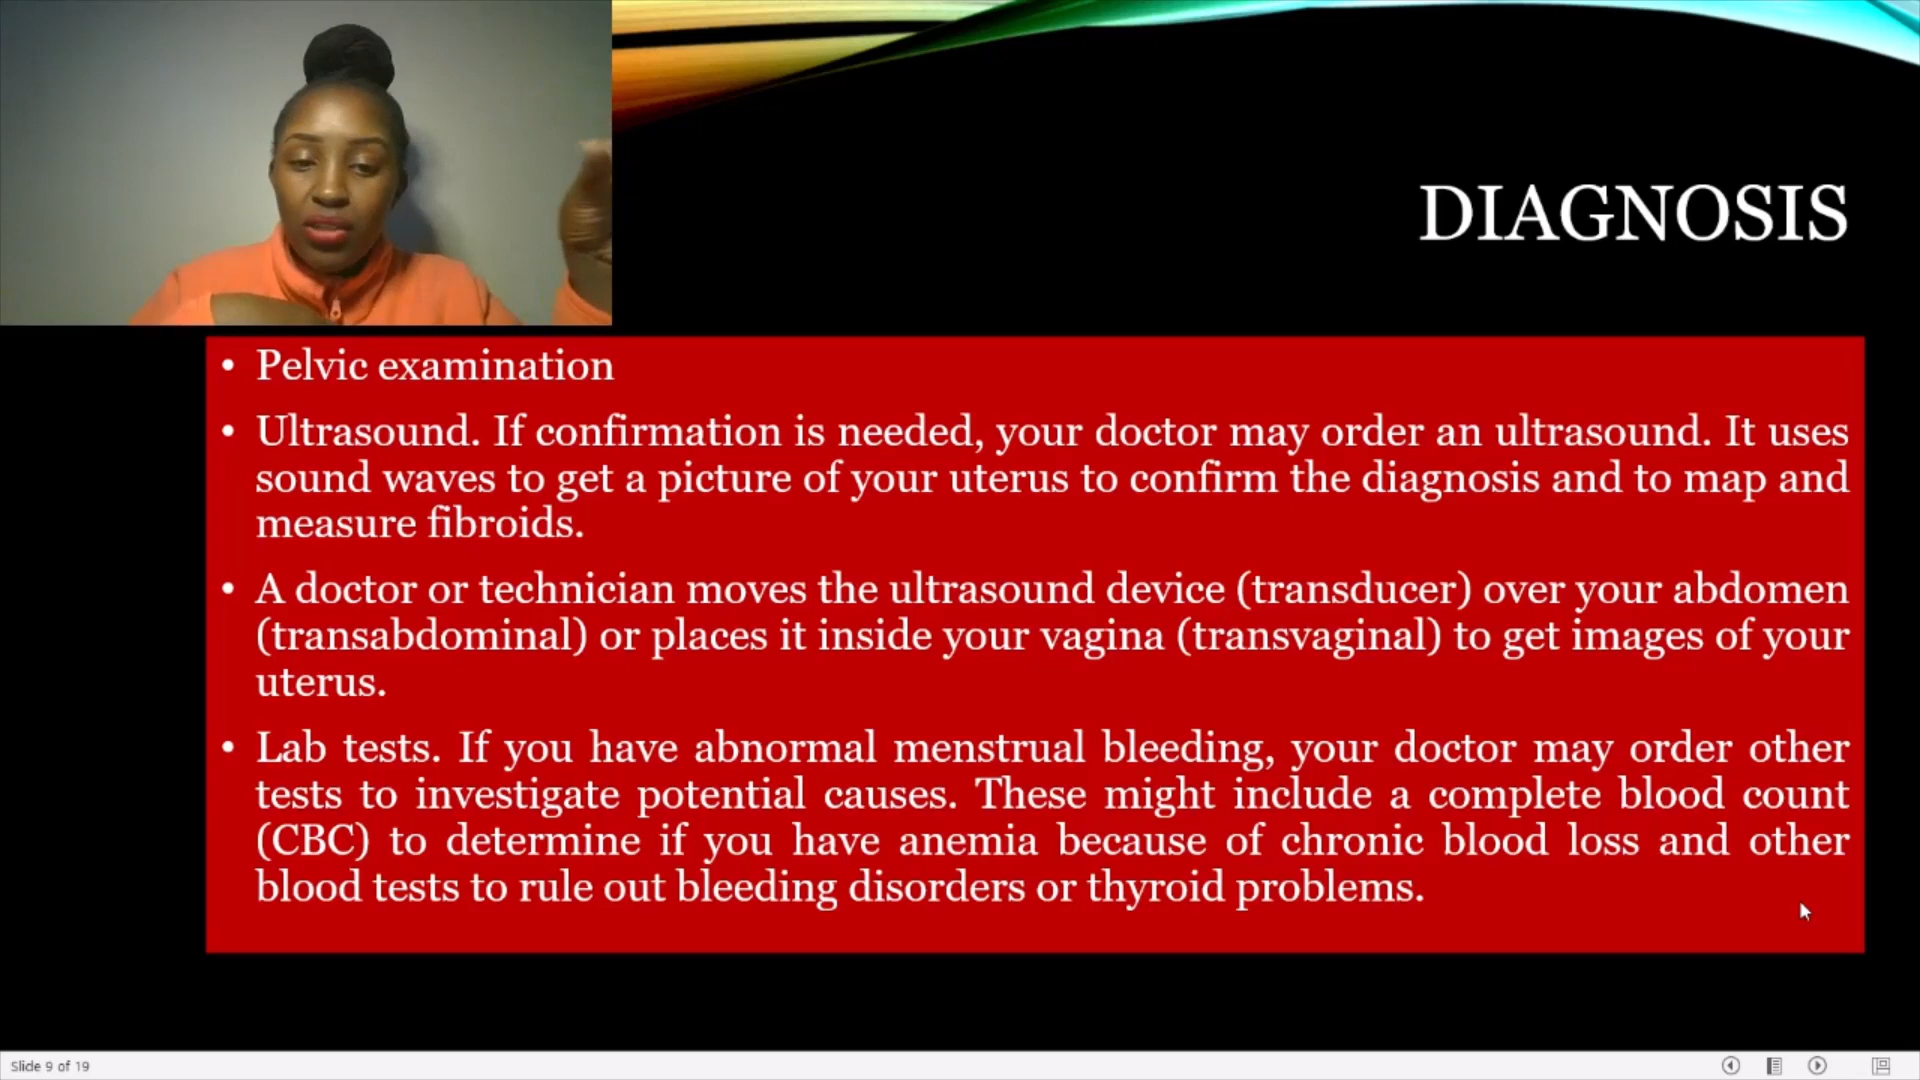 DIAGNOSIS
• Pelvic examination
• Ultrasound. If confirmation is needed, your doctor may order an ultrasound. It uses
sound waves to get a picture of your uterus to confirm the diagnosis and to map and
measure fibroids.
• A doctor or technician moves the ultrasound device (transducer) over your abdomen
(transabdominal) or places it inside your vagina (transvaginal) to get images of your
uterus.
• Lab tests. If you have abnormal menstrual bleeding, your doctor may order other
tests to investigate potential causes. These might include a complete blood count
(CBC) to determine if you have anemia because of chronic blood loss and other
blood tests to rule out bleeding disorders or thyroid problems.
Slide 9 of 19